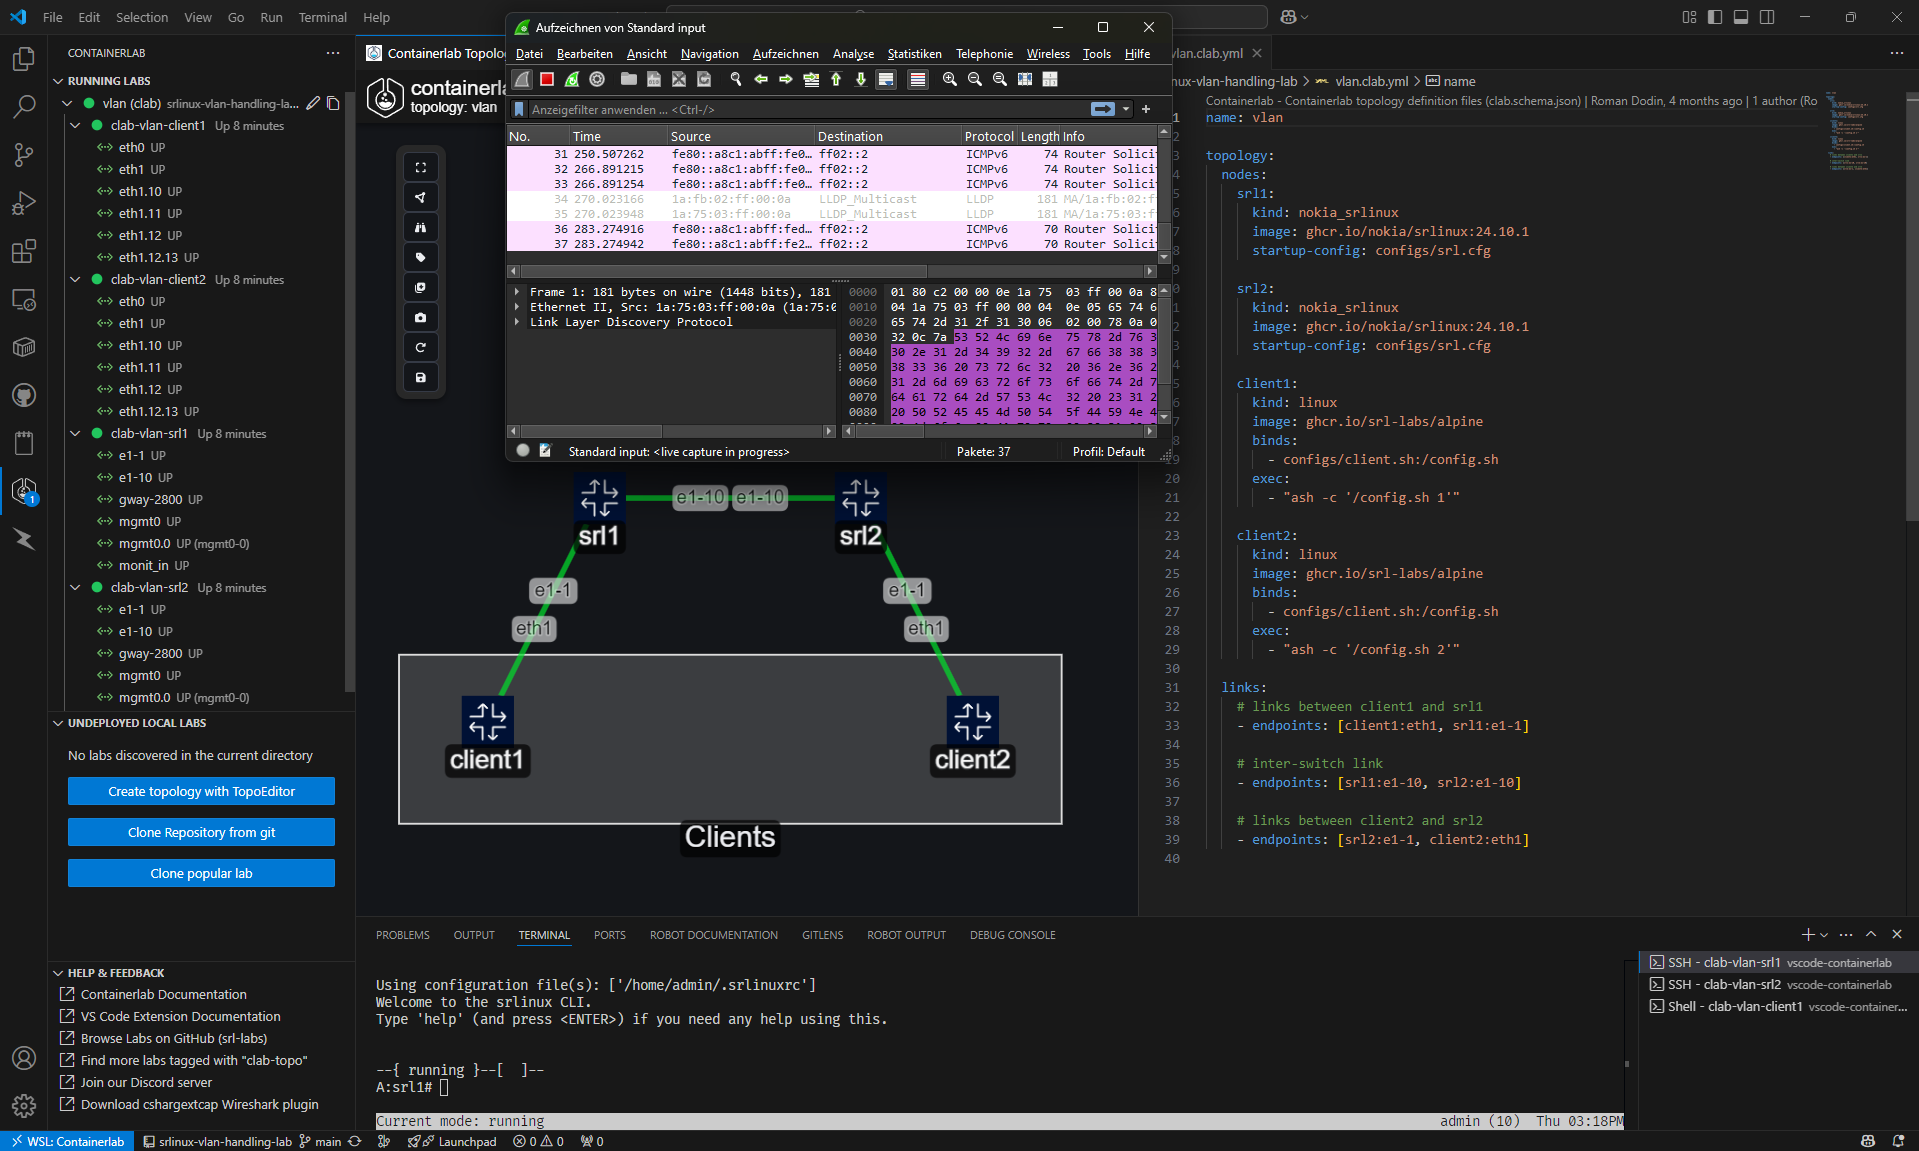 File Edit Selection View Go Run Terminal Help
CONTAINERLAB
RUNNING LABS
vlan (clab) srlinux-vlan-handling-la...
clab-vlan-client1 Up 8 minutes
eth0 UP
eth1 UP
eth1.10 UP
eth1.11 UP
eth1.12 UP
eth1.12.13 UP
clab-vlan-client2 Up 8 minutes
eth0 UP
eth1 UP
eth1.10 UP
eth1.11 UP
eth1.12 UP
eth1.12.13 UP
clab-vlan-srl1 Up 8 minutes
e1-1 UP
e1-10 UP
gway-2800 UP
mgmt0 UP
mgmt0.0 UP (mgmt0-0)
monit_in UP
clab-vlan-srl2 Up 8 minutes
e1-1 UP
e1-10 UP
gway-2800 UP
mgmt0 UP
mgmt0.0 UP (mgmt0-0)
1
UNDEPLOYED LOCAL LABS
No labs discovered in the current directory
Create topology with TopoEditor
Clone Repository from git
Clone popular lab
HELP & FEEDBACK
Containerlab Documentation
VS Code Extension Documentation
Browse Labs on GitHub (srl-labs)
Find more labs tagged with "clab-topo"
Join our Discord server
Download cshargextcap Wireshark plugin
Containerlab Topolo
containerla
topology: vlan
Aufzeichnen von Standard input
Datei Bearbeiten Ansicht Navigation Aufzeichnen Analyse Statistiken Telephonie Wireless Tools Hilfe
Anzeigefilter anwenden ... <Ctrl-/>
No. Time Source Destination Protocol Length Info
31 250.507262 fe80::a8c1:abff:fe0... ff02::2 ICMPv6 74 Router Solici
32 266.891215 fe80::a8c1:abff:fe0... ff02::2 ICMPv6 74 Router Solici
33 266.891254 fe80::a8c1:abff:fe0... ff02::2 ICMPv6 74 Router Solici
34 270.023166 1a:fb:02:ff:00:0a LLDP_Multicast LLDP 181 MA/1a:fb:02:f
35 270.023948 1a:75:03:ff:00:0a LLDP_Multicast LLDP 181 MA/1a:75:03:f
36 283.274916 fe80::a8c1:abff:fed... ff02::2 ICMPv6 70 Router Solici
37 283.274942 fe80::a8c1:abff:fe2... ff02::2 ICMPv6 70 Router Solici
Frame 1: 181 bytes on wire (1448 bits), 181
Ethernet II, Src: 1a:75:03:ff:00:0a (1a:75:0
Link Layer Discovery Protocol
0000 01 80 c2 00 00 0e 1a 75 03 ff 00 0a 8
0010 04 1a 75 03 ff 00 00 04 0e 05 65 74 6
0020 65 74 2d 31 2f 31 30 06 02 00 78 0a 0
0030 32 0c 7a 53 52 4c 69 6e 75 78 2d 76 3
0040 30 2e 31 2d 34 39 32 2d 67 66 38 38 3
0050 38 33 36 20 73 72 6c 32 20 36 2e 36 2
0060 31 2d 6d 69 63 72 6f 73 6f 66 74 2d 7
0070 64 61 72 64 2d 57 53 4c 32 20 23 31 2
0080 20 50 52 45 45 4d 50 54 5f 44 59 4e 4
Standard input: <live capture in progress> Pakete: 37 Profil: Default
srl1 e1-10 e1-10 srl2
e1-1 e1-1
eth1 eth1
client1 client2
Clients
vlan.clab.yml
nux-vlan-handling-lab > vlan.clab.yml > name
Containerlab - Containerlab topology definition files (clab.schema.json) | Roman Dodin, 4 months ago | 1 author (Ro
1 name: vlan
2
3 topology:
4 nodes:
5 srl1:
6 kind: nokia_srlinux
7 image: ghcr.io/nokia/srlinux:24.10.1
8 startup-config: configs/srl.cfg
9
0 srl2:
1 kind: nokia_srlinux
2 image: ghcr.io/nokia/srlinux:24.10.1
3 startup-config: configs/srl.cfg
4
5 client1:
6 kind: linux
7 image: ghcr.io/srl-labs/alpine
8 binds:
19 - configs/client.sh:/config.sh
20 exec:
21 - "ash -c '/config.sh 1'"
22
23 client2:
24 kind: linux
25 image: ghcr.io/srl-labs/alpine
26 binds:
27 - configs/client.sh:/config.sh
28 exec:
29 - "ash -c '/config.sh 2'"
30
31 links:
32 # links between client1 and srl1
33 - endpoints: [client1:eth1, srl1:e1-1]
34
35 # inter-switch link
36 - endpoints: [srl1:e1-10, srl2:e1-10]
37
38 # links between client2 and srl2
39 - endpoints: [srl2:e1-1, client2:eth1]
40
PROBLEMS OUTPUT TERMINAL PORTS ROBOT DOCUMENTATION GITLENS ROBOT OUTPUT DEBUG CONSOLE
Using configuration file(s): ['/home/admin/.srlinuxrc']
Welcome to the srlinux CLI.
Type 'help' (and press <ENTER>) if you need any help using this.
--{ running }--[ ]--
A:srl1#
Current mode: running admin (10) Thu 03:18PM
SSH - clab-vlan-srl1 vscode-containerlab
SSH - clab-vlan-srl2 vscode-containerlab
Shell - clab-vlan-client1 vscode-container...
WSL: Containerlab srlinux-vlan-handling-lab main Launchpad 0 0 0